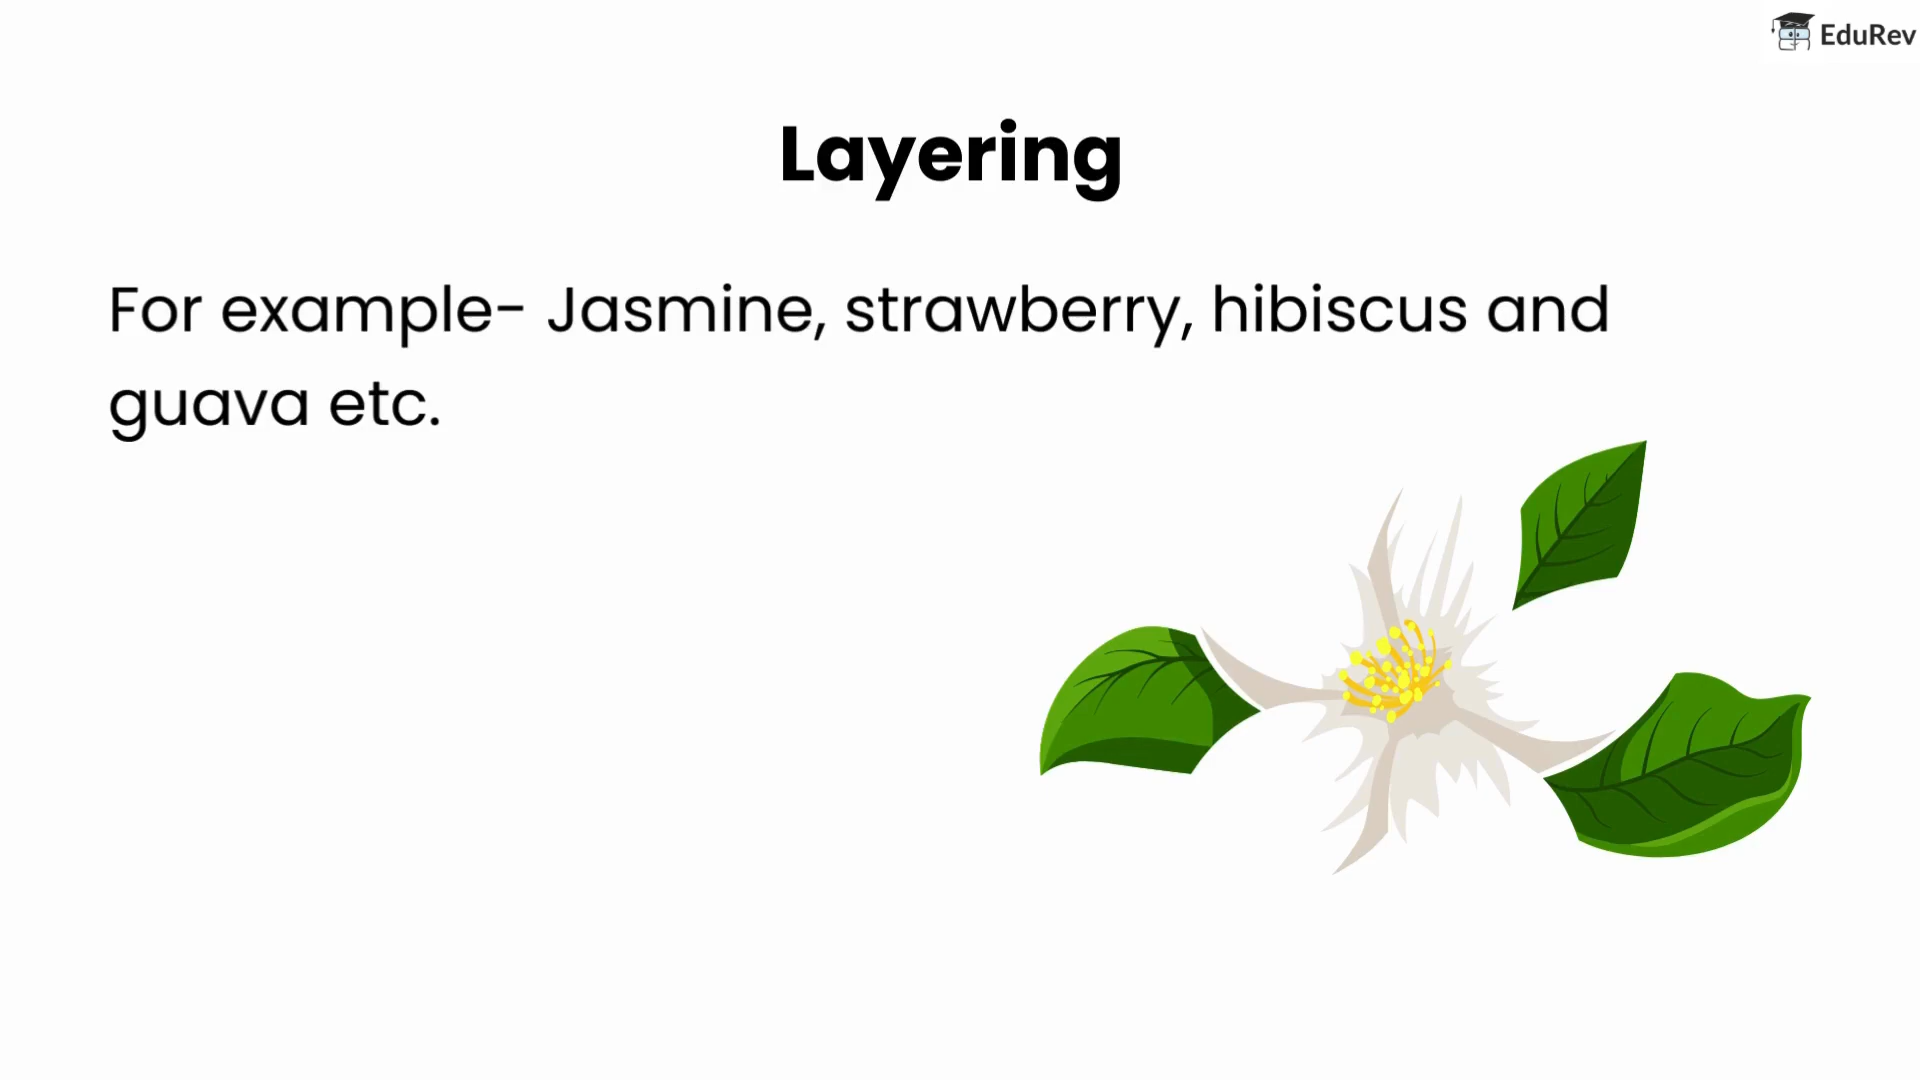 EduRev
Layering
For example- Jasmine, strawberry, hibiscus and
guava etc.